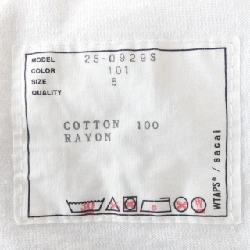 MODEL 25-0929S
COLOR 101
SIZE
QUALITY
COTTON 100
RAYON
WTAPS® / sacai